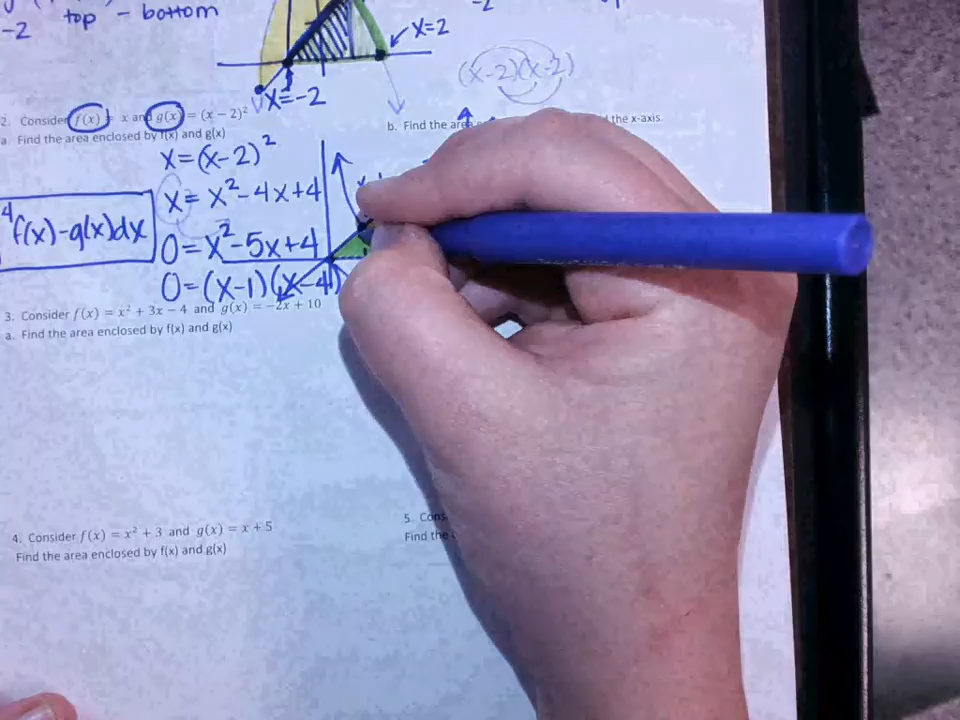 top - bottom
-2
-2
x=2
x=-2
(x-2)(x-2)
2. Consider f(x) = x and g(x) = (x − 2)²
a. Find the area enclosed by f(x) and g(x)
b. Find the area the x-axis.
x=(x-2)²
x= x²-4x+4
4
f(x)-g(x)dx
0=x²-5x+4
0=(x-1)(x-4)
3. Consider f(x) = x² + 3x − 4 and g(x) = −2x + 10
a. Find the area enclosed by f(x) and g(x)
4. Consider f(x) = x² + 3 and g(x) = x + 5
Find the area enclosed by f(x) and g(x)
5. Cons
Find the